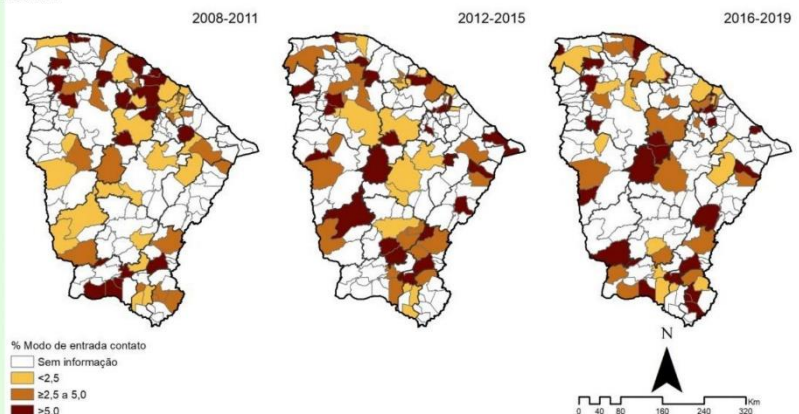 2008-2011
2012-2015
2016-2019
% Modo de entrada contato
Sem informação
<2,5
≥2,5 a 5,0
>5,0
N
0 40 80 160 240 320
Km